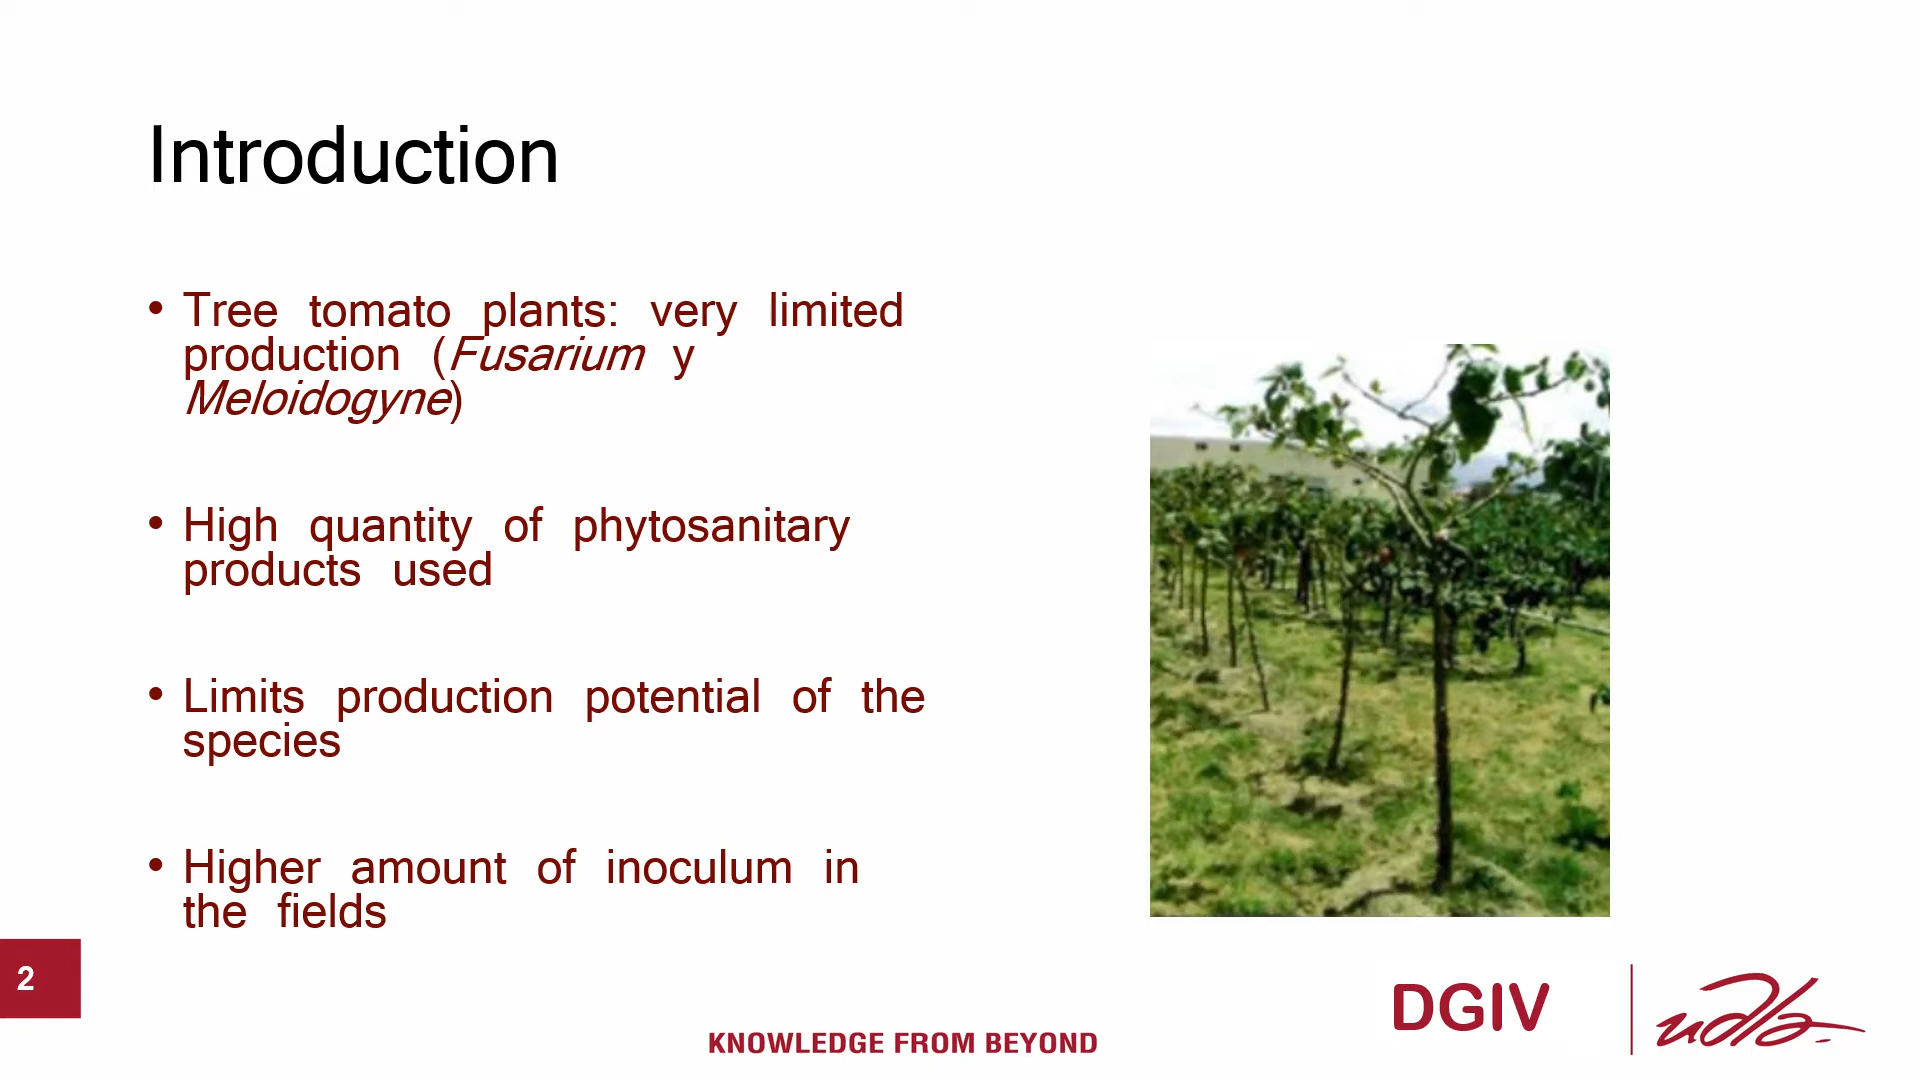 Introduction
• Tree tomato plants: very limited
production (Fusarium y
Meloidogyne)
• High quantity of phytosanitary
products used
• Limits production potential of the
species
• Higher amount of inoculum in
the fields
2
KNOWLEDGE FROM BEYOND
DGIV
udla-